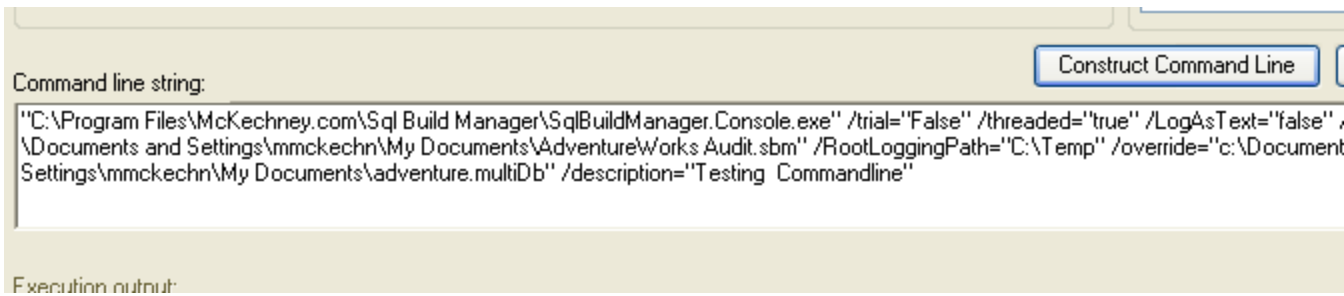 Construct Command Line
Command line string:
"C:\Program Files\McKechney.com\Sql Build Manager\SqlBuildManager.Console.exe" /trial="False" /threaded="true" /LogAsText="false" /
\Documents and Settings\mmckechn\My Documents\AdventureWorks Audit.sbm" /RootLoggingPath="C:\Temp" /override="c:\Document
Settings\mmckechn\My Documents\adventure.multiDb" /description="Testing  Commandline"
Execution output: